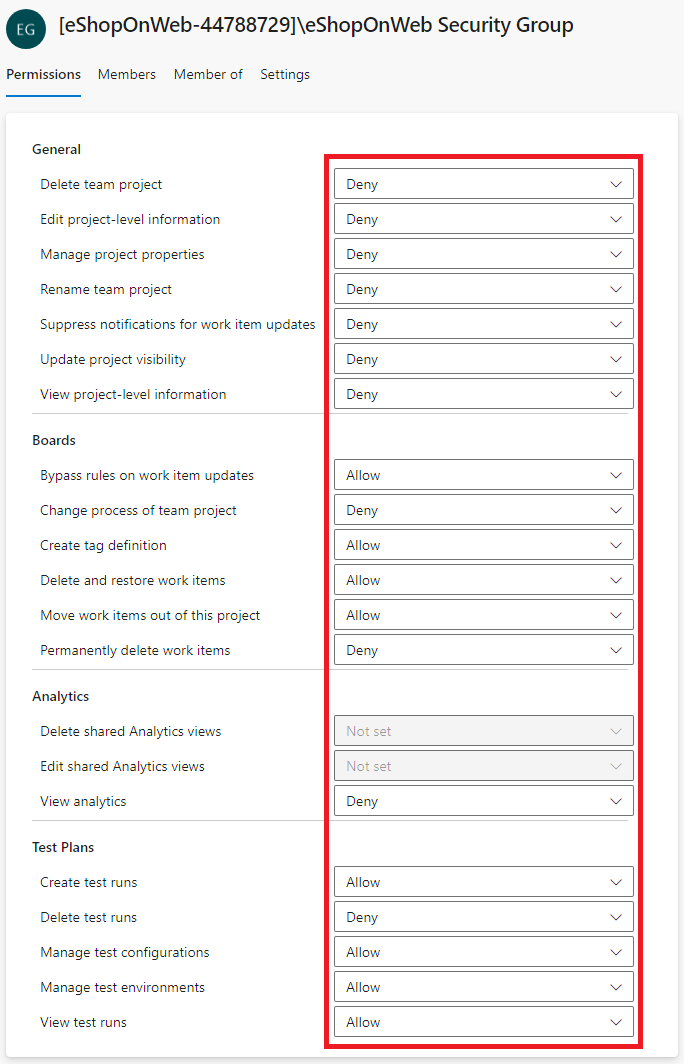 EG
[eShopOnWeb-44788729]\eShopOnWeb Security Group
Permissions Members Member of Settings
General
Delete team project Deny
Edit project-level information Deny
Manage project properties Deny
Rename team project Deny
Suppress notifications for work item updates Deny
Update project visibility Deny
View project-level information Deny
Boards
Bypass rules on work item updates Allow
Change process of team project Deny
Create tag definition Allow
Delete and restore work items Allow
Move work items out of this project Allow
Permanently delete work items Deny
Analytics
Delete shared Analytics views Not set
Edit shared Analytics views Not set
View analytics Deny
Test Plans
Create test runs Allow
Delete test runs Deny
Manage test configurations Allow
Manage test environments Allow
View test runs Allow